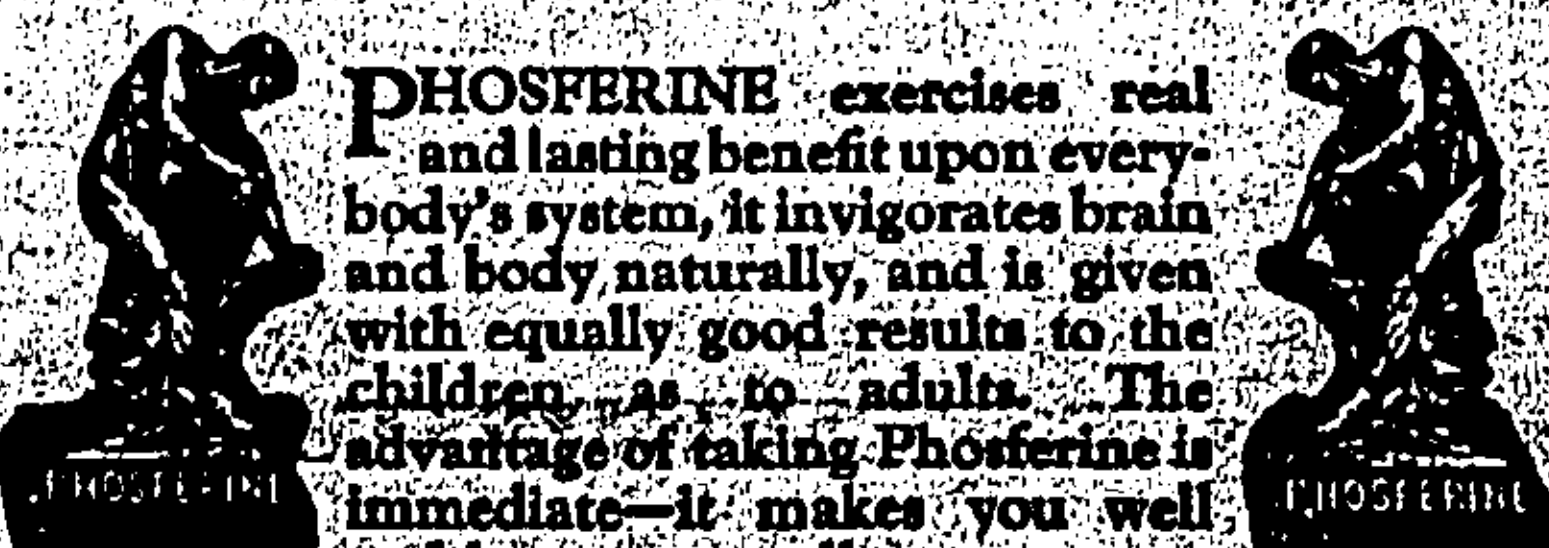 PHOSFERINE exercises real
and lasting benefit upon every-
body's system, it invigorates brain
and body naturally, and is given
with equally good results to the
children, as to adults. The
advantage of taking Phosferine is
immediate—it makes you well
PHOSFERINE
PHOSFERINE